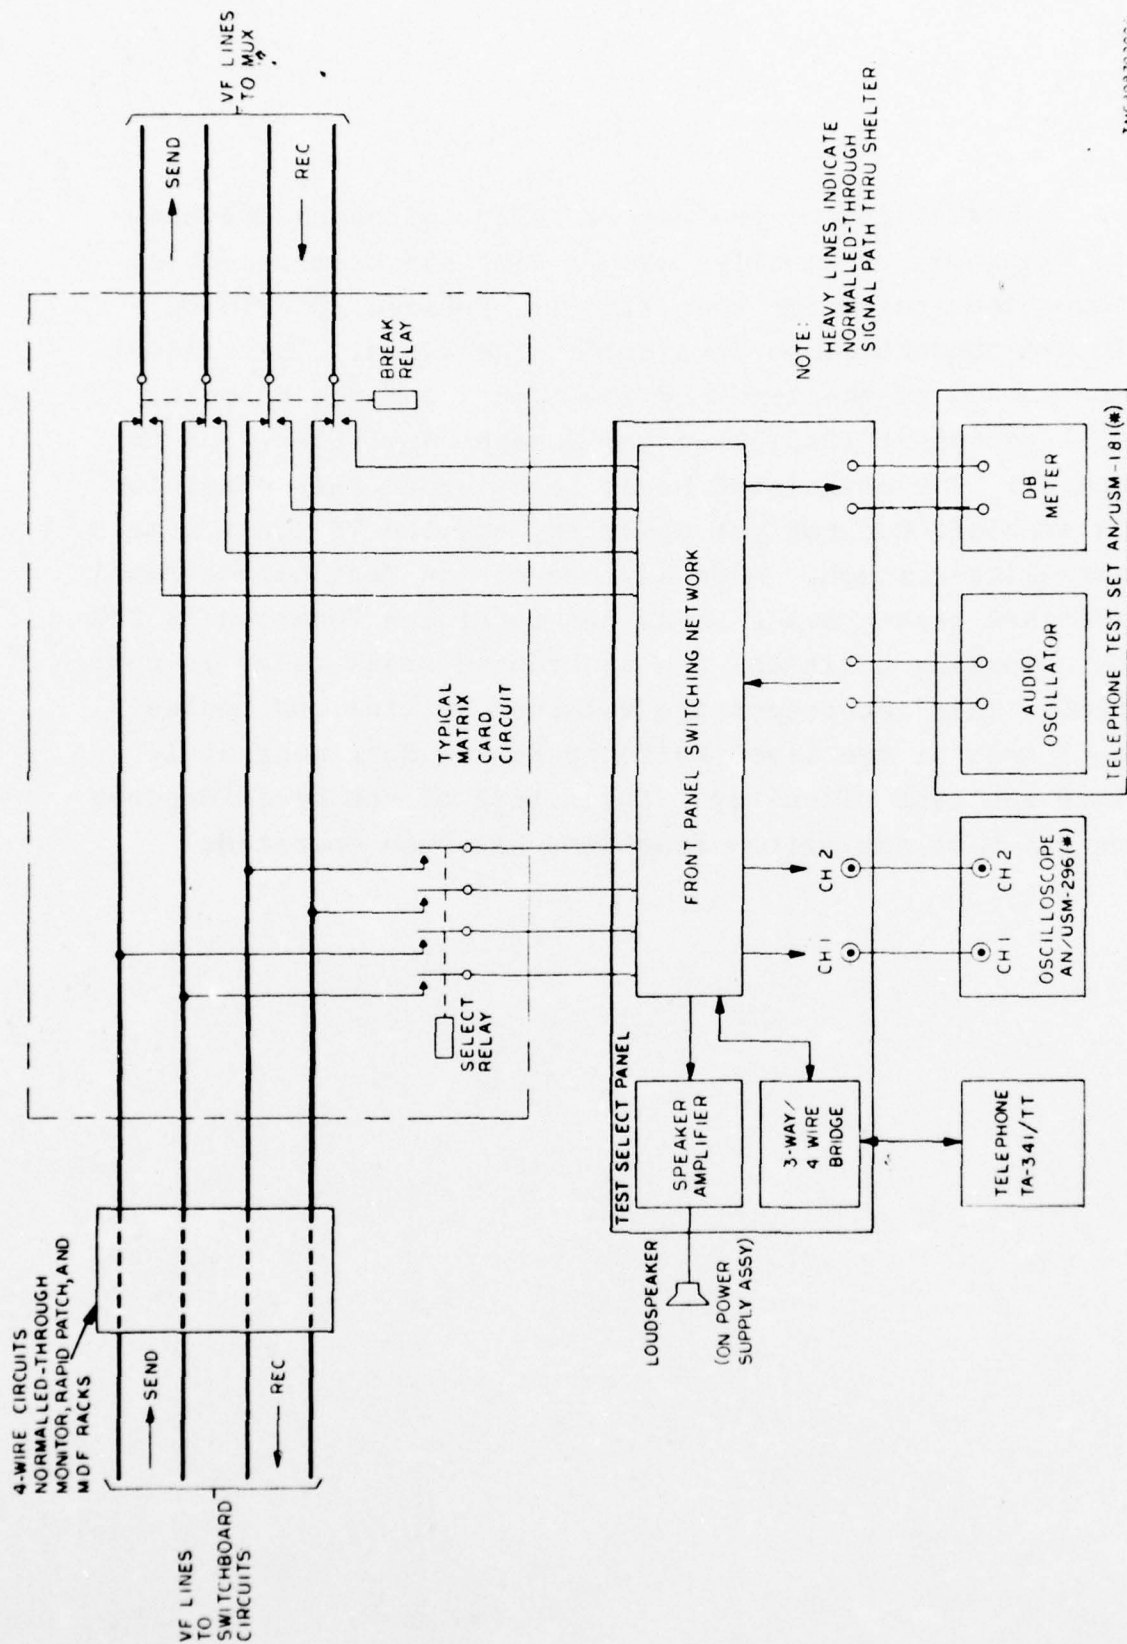 4-WIRE CIRCUITS
NORMALLED-THROUGH
MONITOR, RAPID PATCH, AND
MDF RACKS
VF LINES
TO
SWITCHBOARD
CIRCUITS
SEND
REC
VF LINES
TO MUX
SEND
REC
BREAK
RELAY
TYPICAL
MATRIX
CARD
CIRCUIT
SELECT
RELAY
NOTE:
HEAVY LINES INDICATE
NORMALLED-THROUGH
SIGNAL PATH THRU SHELTER.
TEST SELECT PANEL
FRONT PANEL SWITCHING NETWORK
SPEAKER
AMPLIFIER
3-WAY/
4 WIRE
BRIDGE
LOUDSPEAKER
(ON POWER
SUPPLY ASSY)
CH 1
CH 2
TELEPHONE
TA-341/TT
CH 1
CH 2
OSCILLOSCOPE
AN/USM-296(*)
AUDIO
OSCILLATOR
DB
METER
TELEPHONE TEST SET AN/USM-181(*)